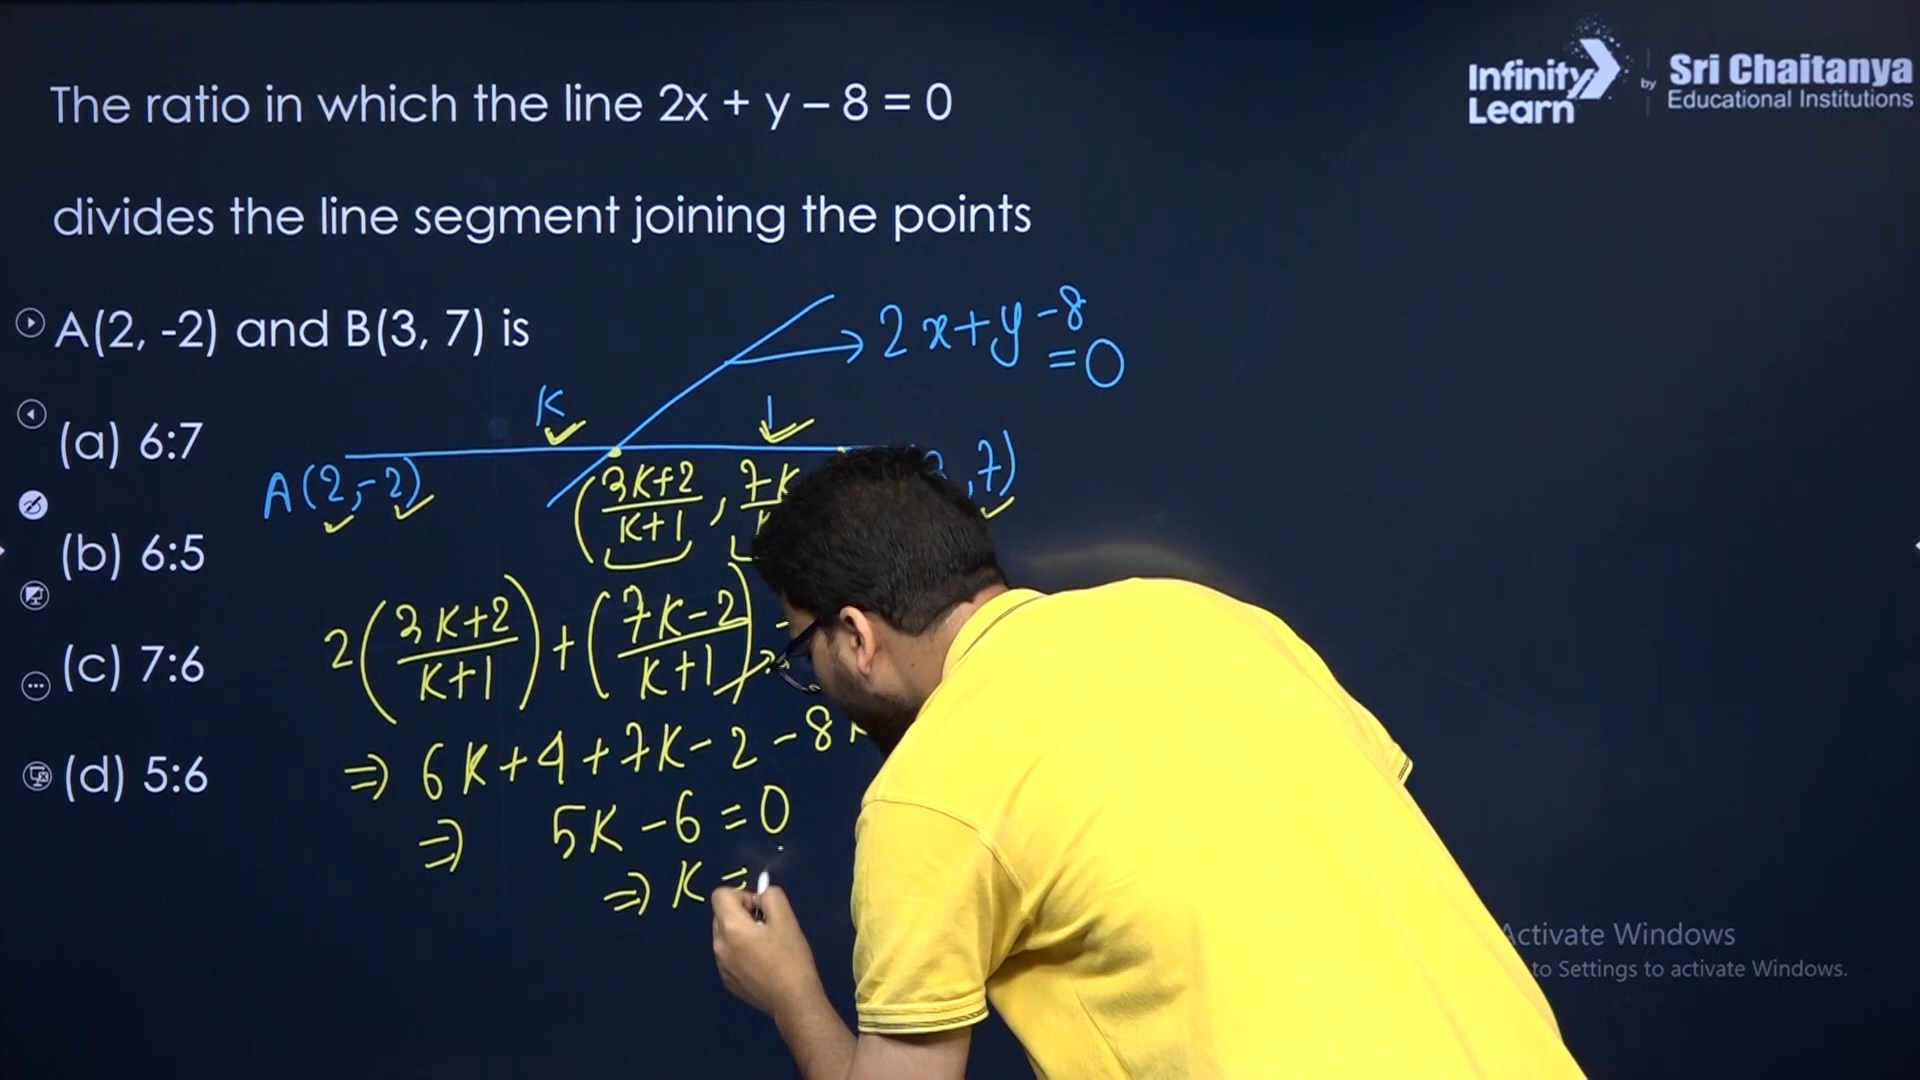 The ratio in which the line 2x + y – 8 = 0
divides the line segment joining the points
A(2, -2) and B(3, 7) is
(a) 6:7
(b) 6:5
(c) 7:6
(d) 5:6
Infinity Learn by Sri Chaitanya Educational Institutions
2x+y-8
=0
K 1
A(2,-2) ,7)
(3K+2/K+1, 7K
2(3K+2/K+1) + (7K-2/K+1) -
⇒ 6K+4+7K-2-8
⇒ 5K-6=0
⇒ K =
Activate Windows
to Settings to activate Windows.